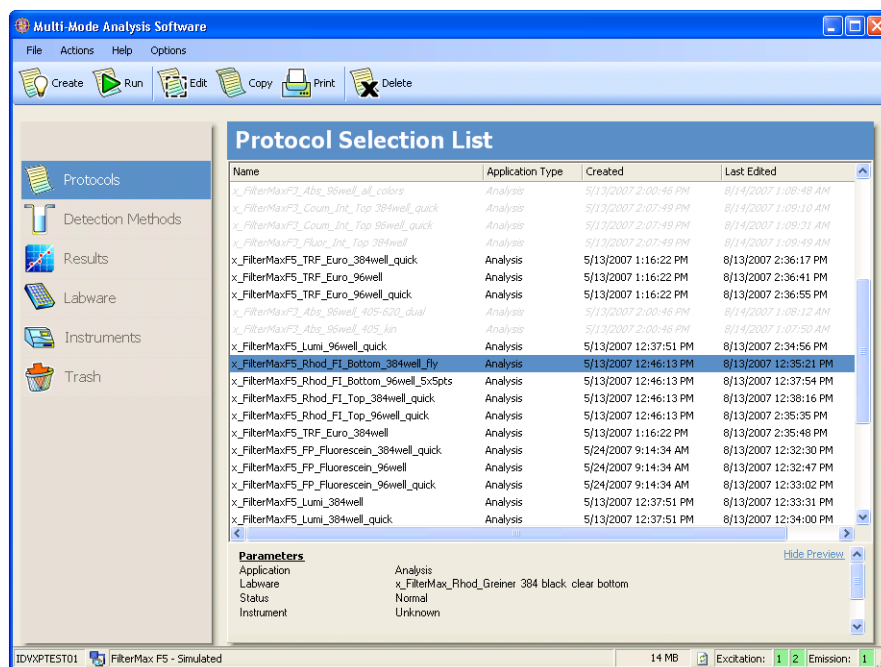 Multi-Mode Analysis Software
File Actions Help Options
Create Run Edit Copy Print Delete
Protocol Selection List
Protocols
Detection Methods
Results
Labware
Instruments
Trash
Name Application Type Created Last Edited
x_FilterMaxF3_Abs_96well_all_colors Analysis 5/13/2007 2:00:46 PM 8/14/2007 1:08:48 AM
x_FilterMaxF3_Coum_Int_Top 384well_quick Analysis 5/13/2007 2:07:49 PM 8/14/2007 1:09:10 AM
x_FilterMaxF3_Coum_Int_Top 96well_quick Analysis 5/13/2007 2:07:49 PM 8/14/2007 1:09:31 AM
x_FilterMaxF3_Fluor_Int_Top 384well Analysis 5/13/2007 2:07:49 PM 8/14/2007 1:09:49 AM
x_FilterMaxF5_TRF_Euro_384well_quick Analysis 5/13/2007 1:16:22 PM 8/13/2007 2:36:17 PM
x_FilterMaxF5_TRF_Euro_96well Analysis 5/13/2007 1:16:22 PM 8/13/2007 2:36:41 PM
x_FilterMaxF5_TRF_Euro_96well_quick Analysis 5/13/2007 1:16:22 PM 8/13/2007 2:36:55 PM
x_FilterMaxF3_Abs_96well_405-620_dual Analysis 5/13/2007 2:00:46 PM 8/14/2007 1:08:12 AM
x_FilterMaxF3_Abs_96well_405_kin Analysis 5/13/2007 2:00:46 PM 8/14/2007 1:07:50 AM
x_FilterMaxF5_Lumi_96well_quick Analysis 5/13/2007 12:37:51 PM 8/13/2007 2:34:56 PM
x_FilterMaxF5_Rhod_FI_Bottom_384well_fly Analysis 5/13/2007 12:46:13 PM 8/13/2007 12:35:21 PM
x_FilterMaxF5_Rhod_FI_Bottom_96well_5x5pts Analysis 5/13/2007 12:46:13 PM 8/13/2007 12:37:54 PM
x_FilterMaxF5_Rhod_FI_Top_384well_quick Analysis 5/13/2007 12:46:13 PM 8/13/2007 12:38:16 PM
x_FilterMaxF5_Rhod_FI_Top_96well_quick Analysis 5/13/2007 12:46:13 PM 8/13/2007 2:35:35 PM
x_FilterMaxF5_TRF_Euro_384well Analysis 5/13/2007 1:16:22 PM 8/13/2007 2:35:48 PM
x_FilterMaxF5_FP_Fluorescein_384well_quick Analysis 5/24/2007 9:14:34 AM 8/13/2007 12:32:30 PM
x_FilterMaxF5_FP_Fluorescein_96well Analysis 5/24/2007 9:14:34 AM 8/13/2007 12:32:47 PM
x_FilterMaxF5_FP_Fluorescein_96well_quick Analysis 5/24/2007 9:14:34 AM 8/13/2007 12:33:02 PM
x_FilterMaxF5_Lumi_384well Analysis 5/13/2007 12:37:51 PM 8/13/2007 12:33:31 PM
x_FilterMaxF5_Lumi_384well_quick Analysis 5/13/2007 12:37:51 PM 8/13/2007 12:34:00 PM
Parameters Hide Preview
Application Analysis
Labware x_FilterMax_Rhod_Greiner 384 black clear bottom
Status Normal
Instrument Unknown
IDVXPTEST01 FilterMax F5 - Simulated 14 MB Excitation: 1 2 Emission: 1